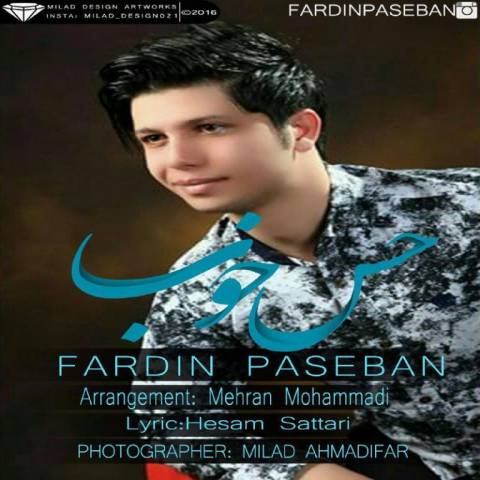 MILAD DESIGN ARTWORKS
INSTA: MILAD_DESIGN021
©2016
FARDINPASEBAN
حس خوب
FARDIN PASEBAN
Arrangement: Mehran Mohammadi
Lyric:Hesam Sattari
PHOTOGRAPHER: MILAD AHMADIFAR